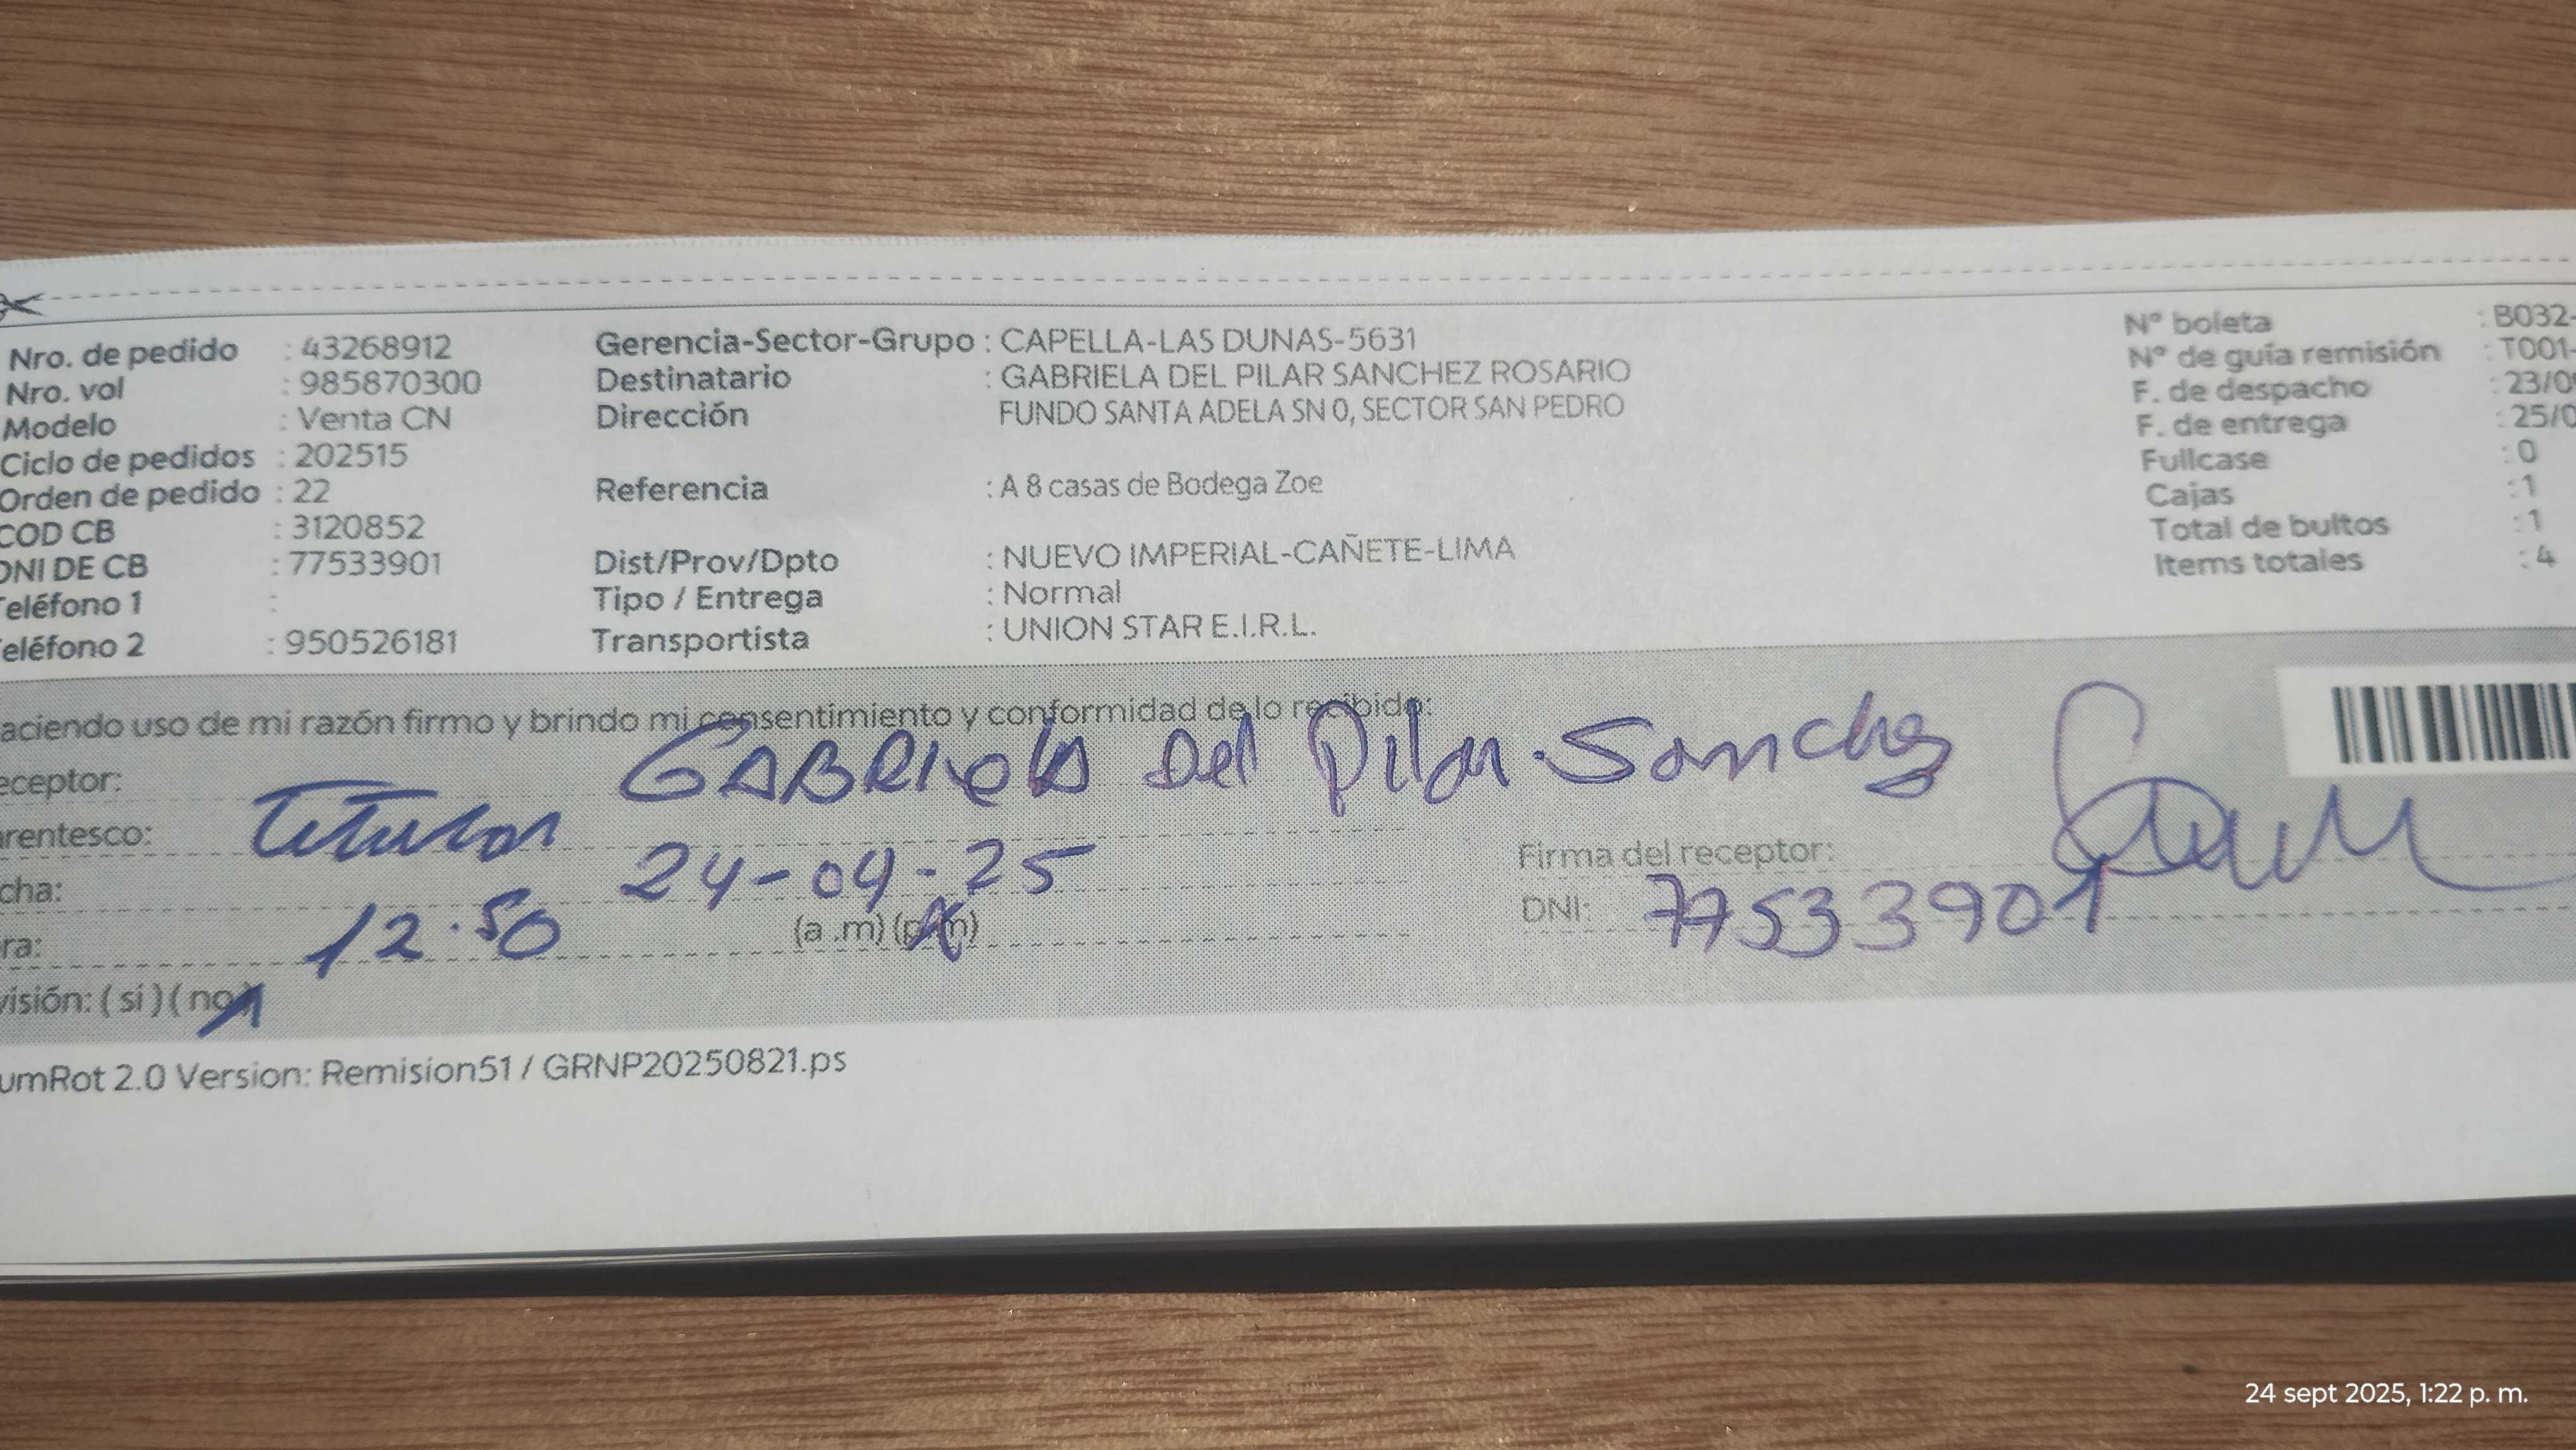 Nro. de pedido : 43268912
Nro. vol : 985870300
Modelo : Venta CN
Ciclo de pedidos : 202515
Orden de pedido : 22
COD CB : 3120852
DNI DE CB : 77533901
Teléfono 1 :
eléfono 2 : 950526181
Gerencia-Sector-Grupo : CAPELLA-LAS DUNAS-5631
Destinatario : GABRIELA DEL PILAR SANCHEZ ROSARIO
Dirección FUNDO SANTA ADELA SN 0, SECTOR SAN PEDRO
Referencia : A 8 casas de Bodega Zoe
Dist/Prov/Dpto : NUEVO IMPERIAL-CAÑETE-LIMA
Tipo / Entrega : Normal
Transportista : UNION STAR E.I.R.L.
Nº boleta : B032-
Nº de guía remisión : T001-
F. de despacho : 23/0
F. de entrega : 25/0
Fullcase : 0
Cajas : 1
Total de bultos : 1
Items totales : 4
aciendo uso de mi razón firmo y brindo mi consentimiento y conformidad de lo recibido:
eceptor: GABRIELA Del Pilar Sanchez
arentesco: Titular
cha: 24-09-25
ra: 12.50 (a .m) (p.m)
visión: ( si ) ( no )
Firma del receptor:
DNI: 77533901
umRot 2.0 Version: Remision51 / GRNP20250821.ps
24 sept 2025, 1:22 p. m.